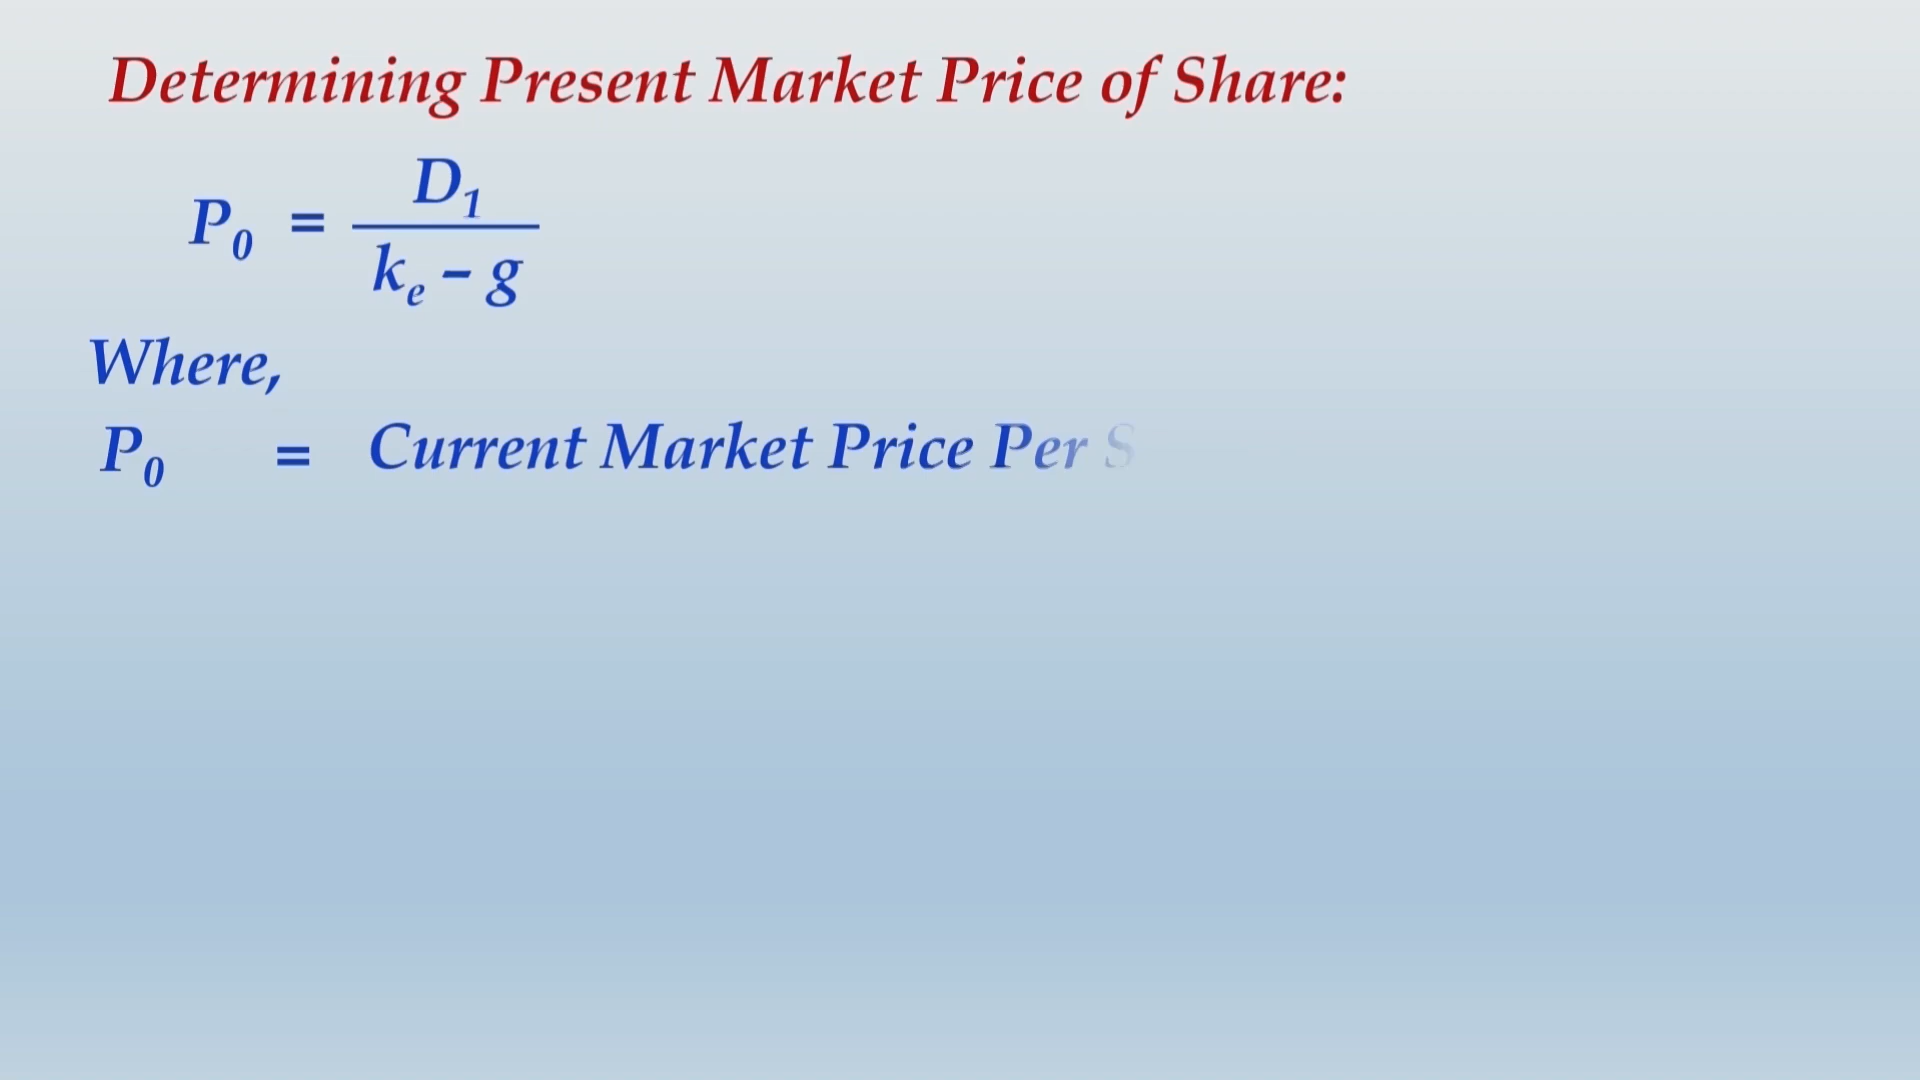 Determining Present Market Price of Share:
P₀ = D₁ / kₑ – g
Where,
P₀ = Current Market Price Per S